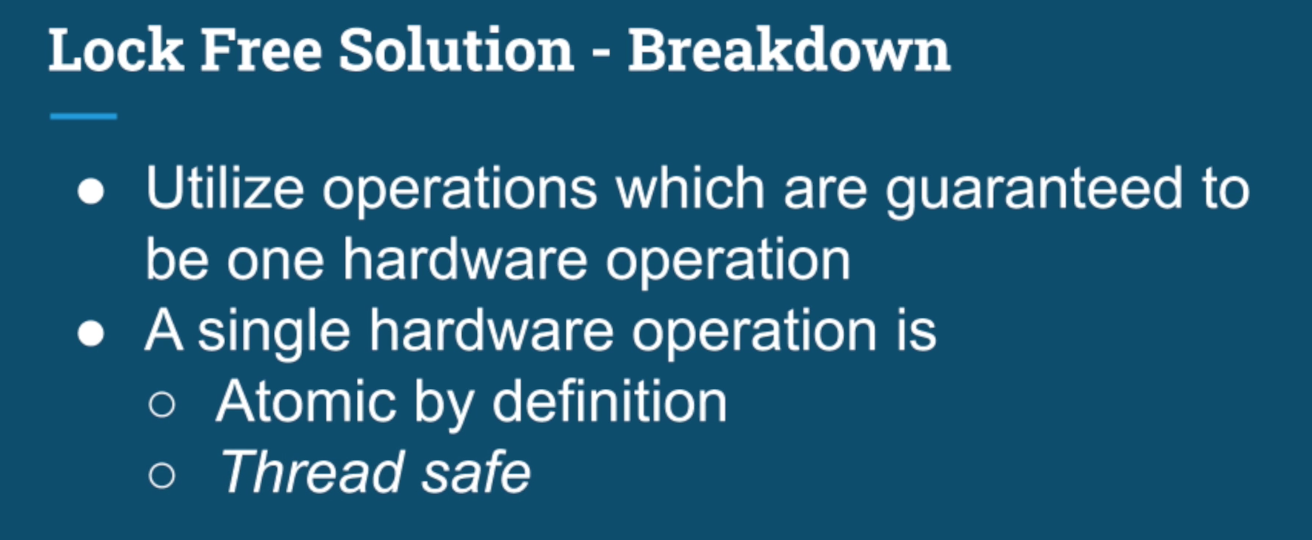 Lock Free Solution - Breakdown
● Utilize operations which are guaranteed to
be one hardware operation
● A single hardware operation is
○ Atomic by definition
○ Thread safe